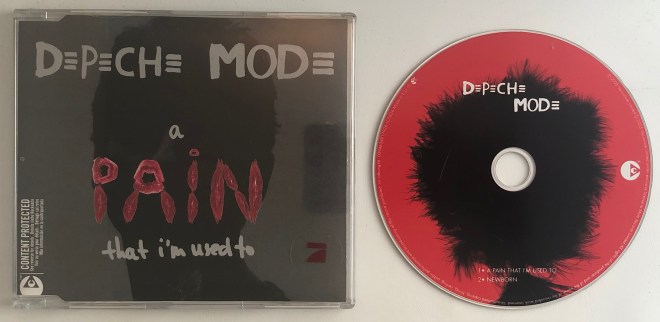 DEPECHE MODE
a
PAiN
that i'm used to
CONTENT PROTECTED
DEPECHE
MODE
1• A PAIN THAT I'M USED TO
2• NEWBORN